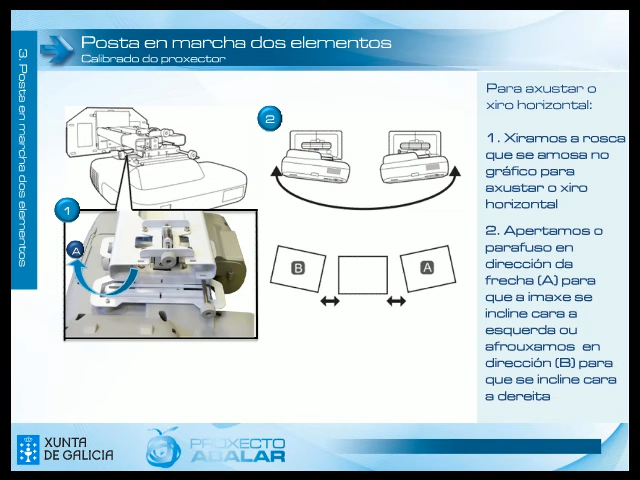 Posta en marcha dos elementos
Calibrado do proxector
3. Posta en marcha dos elementos
Para axustar o
xiro horizontal:
1. Xiramos a rosca
que se amosa no
gráfico para
axustar o xiro
horizontal
2. Apertamos o
parafuso en
dirección da
frecha (A) para
que a imaxe se
incline cara a
esquerda ou
afrouxamos en
dirección (B) para
que se incline cara
a dereita
1
A
2
B
A
XUNTA
DE GALICIA
PROXECTO
ABALAR